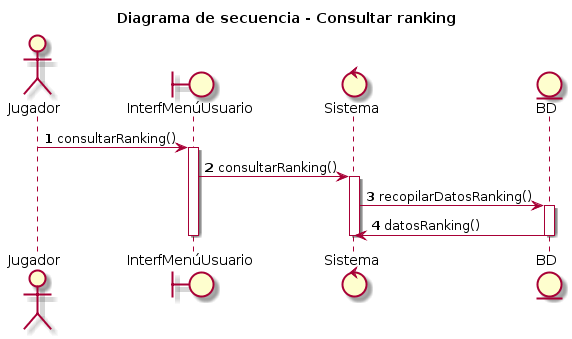 Diagrama de secuencia - Consultar ranking
Jugador InterfMenúUsuario Sistema BD
1 consultarRanking()
2 consultarRanking()
3 recopilarDatosRanking()
4 datosRanking()
Jugador InterfMenúUsuario Sistema BD